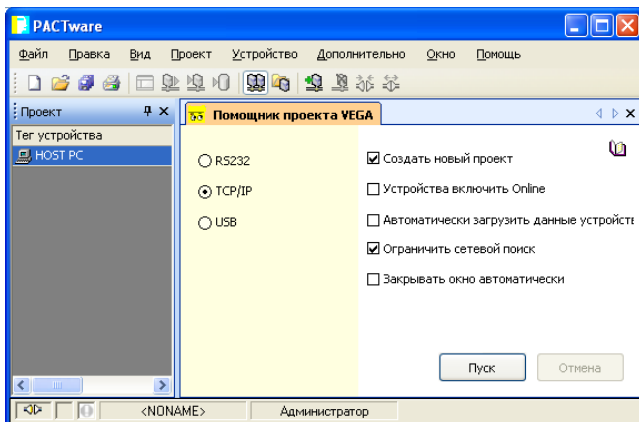 PACTware
Файл Правка Вид Проект Устройство Дополнительно Окно Помощь
Проект
Помощник проекта VEGA
Тег устройства
HOST PC
RS232
TCP/IP
USB
Создать новый проект
Устройства включить Online
Автоматически загрузить данные устройств
Ограничить сетевой поиск
Закрывать окно автоматически
Пуск Отмена
<NONAME> Администратор